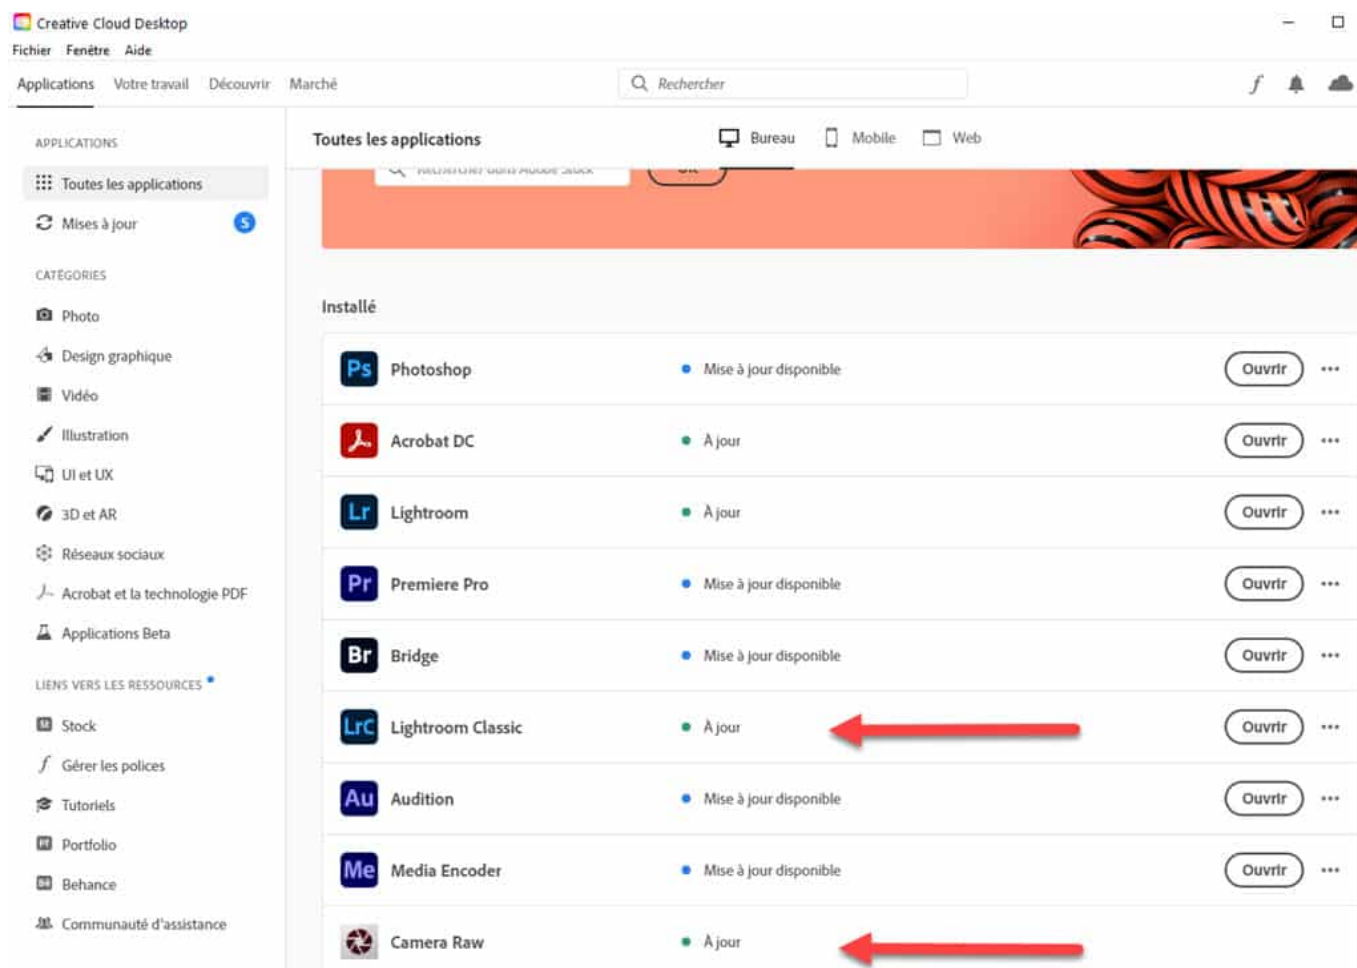 Creative Cloud Desktop
Fichier Fenêtre Aide
Applications Votre travail Découvrir Marché
Rechercher
APPLICATIONS
Toutes les applications
Mises à jour 5
CATÉGORIES
Photo
Design graphique
Vidéo
Illustration
UI et UX
3D et AR
Réseaux sociaux
Acrobat et la technologie PDF
Applications Beta
LIENS VERS LES RESSOURCES
Stock
Gérer les polices
Tutoriels
Portfolio
Behance
Communauté d'assistance
Toutes les applications
Bureau Mobile Web
Rechercher dans Adobe Stock
Installé
Ps Photoshop Mise à jour disponible Ouvrir
Acrobat DC À jour Ouvrir
Lr Lightroom À jour Ouvrir
Pr Premiere Pro Mise à jour disponible Ouvrir
Br Bridge Mise à jour disponible Ouvrir
LrC Lightroom Classic À jour Ouvrir
Au Audition Mise à jour disponible Ouvrir
Me Media Encoder Mise à jour disponible Ouvrir
Camera Raw À jour